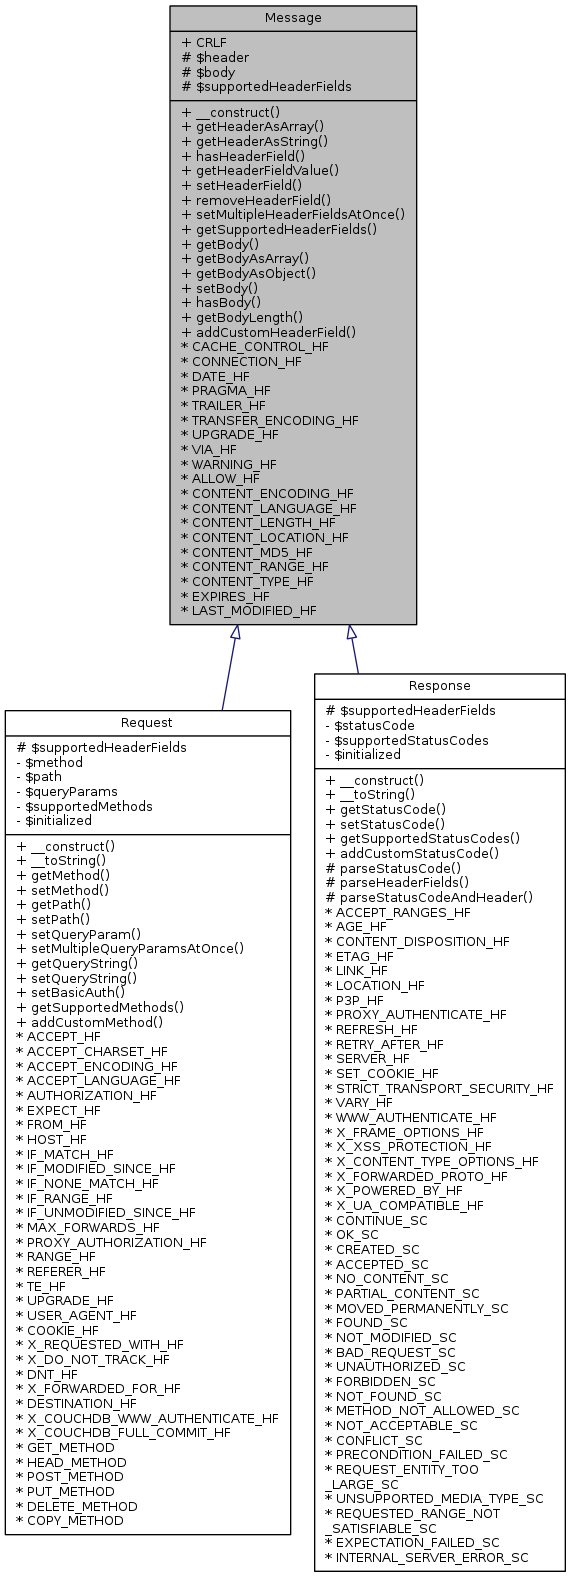 Message
+ CRLF
# $header
# $body
# $supportedHeaderFields
+ __construct()
+ getHeaderAsArray()
+ getHeaderAsString()
+ hasHeaderField()
+ getHeaderFieldValue()
+ setHeaderField()
+ removeHeaderField()
+ setMultipleHeaderFieldsAtOnce()
+ getSupportedHeaderFields()
+ getBody()
+ getBodyAsArray()
+ getBodyAsObject()
+ setBody()
+ hasBody()
+ getBodyLength()
+ addCustomHeaderField()
* CACHE_CONTROL_HF
* CONNECTION_HF
* DATE_HF
* PRAGMA_HF
* TRAILER_HF
* TRANSFER_ENCODING_HF
* UPGRADE_HF
* VIA_HF
* WARNING_HF
* ALLOW_HF
* CONTENT_ENCODING_HF
* CONTENT_LANGUAGE_HF
* CONTENT_LENGTH_HF
* CONTENT_LOCATION_HF
* CONTENT_MD5_HF
* CONTENT_RANGE_HF
* CONTENT_TYPE_HF
* EXPIRES_HF
* LAST_MODIFIED_HF
Request
# $supportedHeaderFields
- $method
- $path
- $queryParams
- $supportedMethods
- $initialized
+ __construct()
+ __toString()
+ getMethod()
+ setMethod()
+ getPath()
+ setPath()
+ setQueryParam()
+ setMultipleQueryParamsAtOnce()
+ getQueryString()
+ setQueryString()
+ setBasicAuth()
+ getSupportedMethods()
+ addCustomMethod()
* ACCEPT_HF
* ACCEPT_CHARSET_HF
* ACCEPT_ENCODING_HF
* ACCEPT_LANGUAGE_HF
* AUTHORIZATION_HF
* EXPECT_HF
* FROM_HF
* HOST_HF
* IF_MATCH_HF
* IF_MODIFIED_SINCE_HF
* IF_NONE_MATCH_HF
* IF_RANGE_HF
* IF_UNMODIFIED_SINCE_HF
* MAX_FORWARDS_HF
* PROXY_AUTHORIZATION_HF
* RANGE_HF
* REFERER_HF
* TE_HF
* UPGRADE_HF
* USER_AGENT_HF
* COOKIE_HF
* X_REQUESTED_WITH_HF
* X_DO_NOT_TRACK_HF
* DNT_HF
* X_FORWARDED_FOR_HF
* DESTINATION_HF
* X_COUCHDB_WWW_AUTHENTICATE_HF
* X_COUCHDB_FULL_COMMIT_HF
* GET_METHOD
* HEAD_METHOD
* POST_METHOD
* PUT_METHOD
* DELETE_METHOD
* COPY_METHOD
Response
# $supportedHeaderFields
- $statusCode
- $supportedStatusCodes
- $initialized
+ __construct()
+ __toString()
+ getStatusCode()
+ setStatusCode()
+ getSupportedStatusCodes()
+ addCustomStatusCode()
# parseStatusCode()
# parseHeaderFields()
# parseStatusCodeAndHeader()
* ACCEPT_RANGES_HF
* AGE_HF
* CONTENT_DISPOSITION_HF
* ETAG_HF
* LINK_HF
* LOCATION_HF
* P3P_HF
* PROXY_AUTHENTICATE_HF
* REFRESH_HF
* RETRY_AFTER_HF
* SERVER_HF
* SET_COOKIE_HF
* STRICT_TRANSPORT_SECURITY_HF
* VARY_HF
* WWW_AUTHENTICATE_HF
* X_FRAME_OPTIONS_HF
* X_XSS_PROTECTION_HF
* X_CONTENT_TYPE_OPTIONS_HF
* X_FORWARDED_PROTO_HF
* X_POWERED_BY_HF
* X_UA_COMPATIBLE_HF
* CONTINUE_SC
* OK_SC
* CREATED_SC
* ACCEPTED_SC
* NO_CONTENT_SC
* PARTIAL_CONTENT_SC
* MOVED_PERMANENTLY_SC
* FOUND_SC
* NOT_MODIFIED_SC
* BAD_REQUEST_SC
* UNAUTHORIZED_SC
* FORBIDDEN_SC
* NOT_FOUND_SC
* METHOD_NOT_ALLOWED_SC
* NOT_ACCEPTABLE_SC
* CONFLICT_SC
* PRECONDITION_FAILED_SC
* REQUEST_ENTITY_TOO
_LARGE_SC
* UNSUPPORTED_MEDIA_TYPE_SC
* REQUESTED_RANGE_NOT
_SATISFIABLE_SC
* EXPECTATION_FAILED_SC
* INTERNAL_SERVER_ERROR_SC